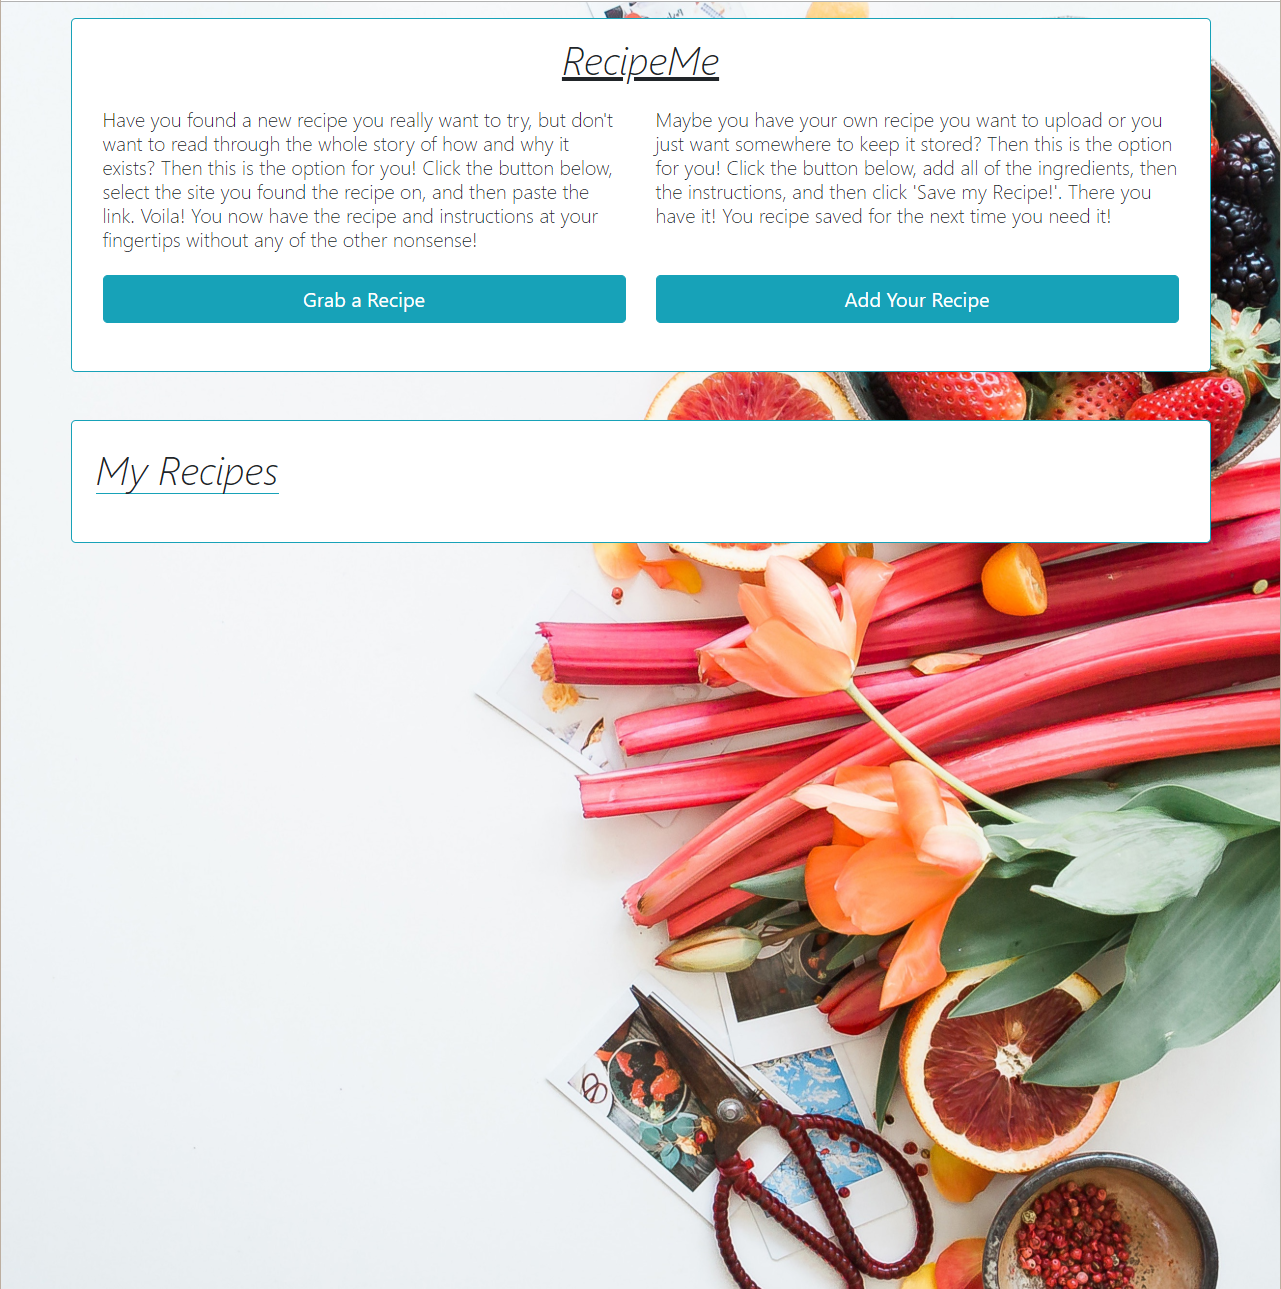 RecipeMe
Have you found a new recipe you really want to try, but don't
want to read through the whole story of how and why it
exists? Then this is the option for you! Click the button below,
select the site you found the recipe on, and then paste the
link. Voila! You now have the recipe and instructions at your
fingertips without any of the other nonsense!
Grab a Recipe
Maybe you have your own recipe you want to upload or you
just want somewhere to keep it stored? Then this is the option
for you! Click the button below, add all of the ingredients, then
the instructions, and then click 'Save my Recipe!'. There you
have it! You recipe saved for the next time you need it!
Add Your Recipe
My Recipes